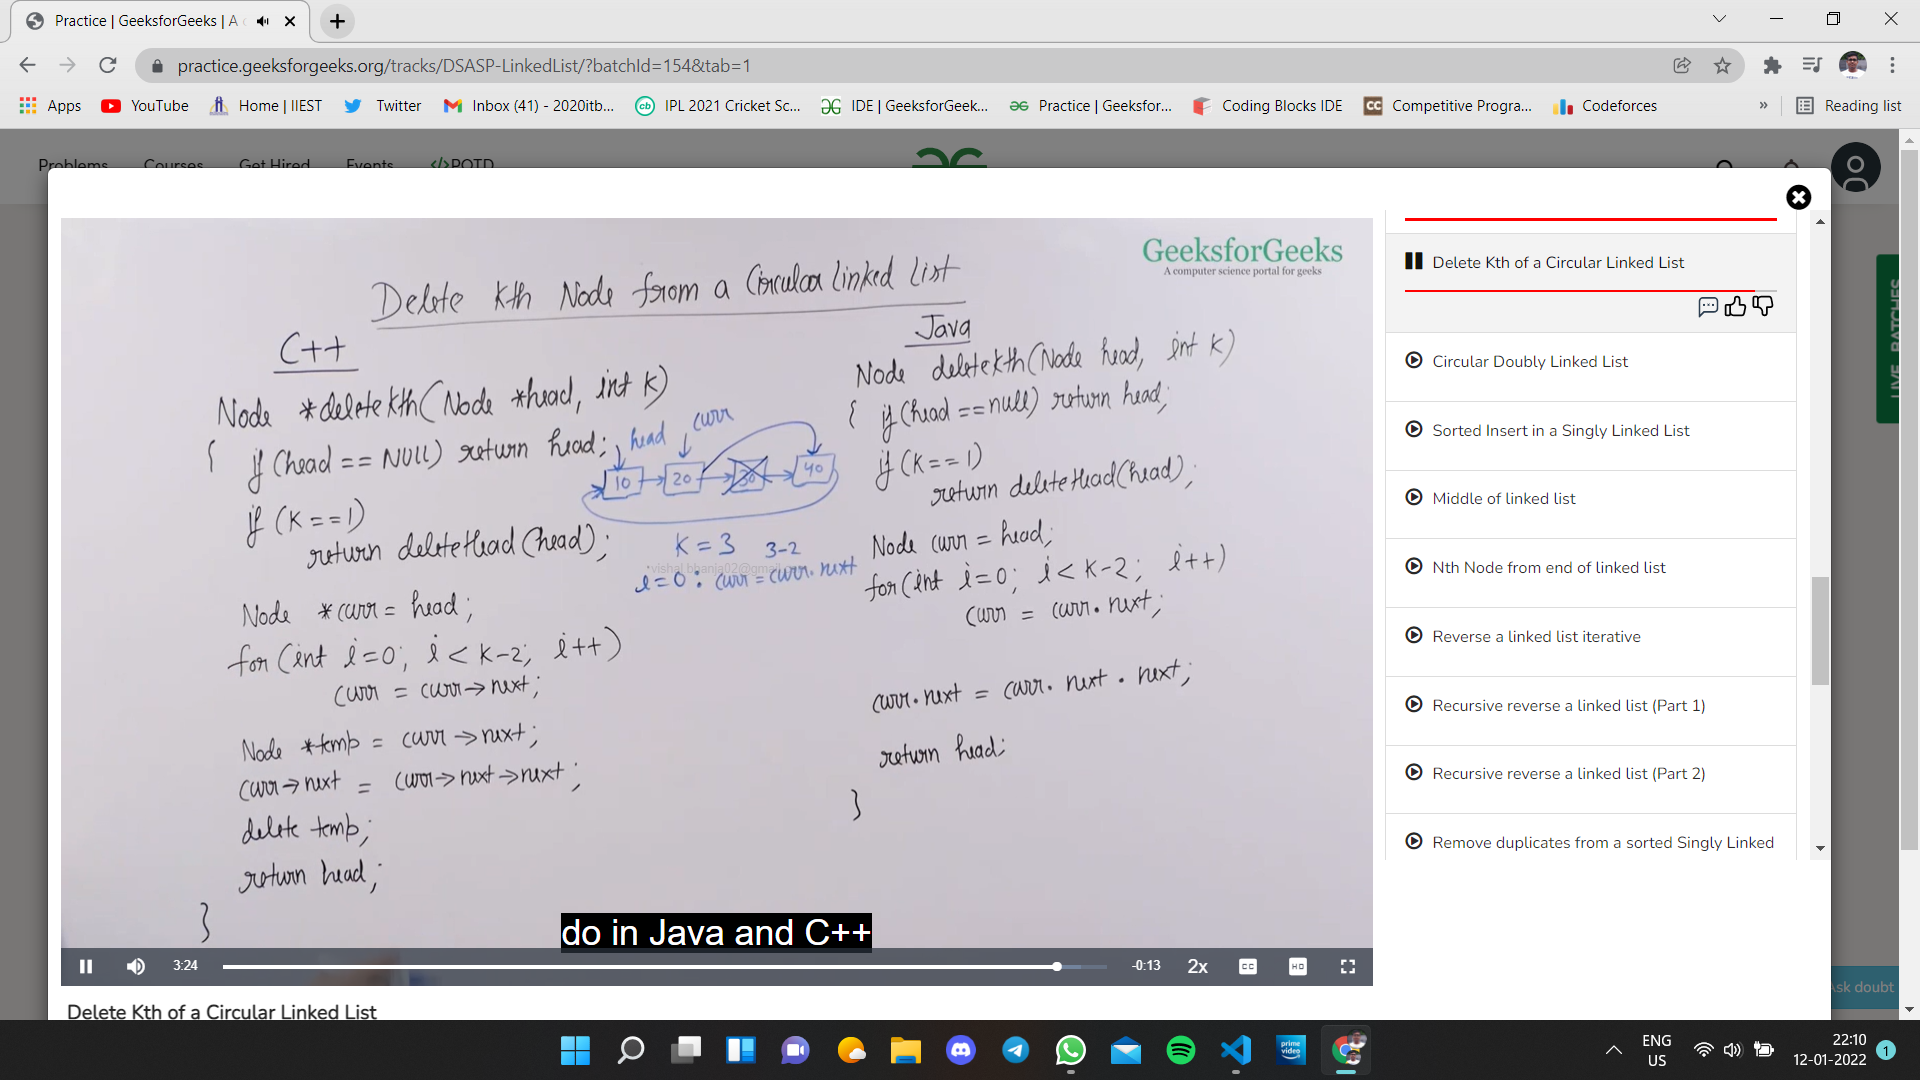 Practice | GeeksforGeeks | A
practice.geeksforgeeks.org/tracks/DSASP-LinkedList/?batchId=154&tab=1
Apps YouTube Home | IIEST Twitter Inbox (41) - 2020itb... IPL 2021 Cricket Sc... IDE | GeeksforGeek... Practice | Geeksfor... Coding Blocks IDE Competitive Progra... Codeforces » Reading list
Problems Courses Get Hired Events POTD
LIVE BATCHES
GeeksforGeeks
A computer science portal for geeks
Delete Kth Node from a Circular Linked List
C++
Node *deleteKth(Node *head, int K)
{ if (head == NULL) return head;
if (K==1)
return deleteHead(head);
Node *curr = head;
for(int i=0; i<K-2; i++)
curr = curr→next;
Node *temp = curr→next;
curr→next = curr→next→next;
delete temp;
return head;
}
head curr
10 20 30 40
K=3 3-2
i=0: curr=curr.next
Java
Node deleteKth(Node head, int K)
{ if (head ==null) return head;
if (K==1)
return deleteHead(head);
Node curr = head;
for(int i=0; i<K-2; i++)
curr = curr.next;
curr.next = curr.next.next;
return head;
}
do in Java and C++
3:24 -0:13 2x CC HD
Delete Kth of a Circular Linked List
Delete Kth of a Circular Linked List
Circular Doubly Linked List
Sorted Insert in a Singly Linked List
Middle of linked list
Nth Node from end of linked list
Reverse a linked list iterative
Recursive reverse a linked list (Part 1)
Recursive reverse a linked list (Part 2)
Remove duplicates from a sorted Singly Linked
Ask doubt
prime video
ENG
US
22:10
12-01-2022
1